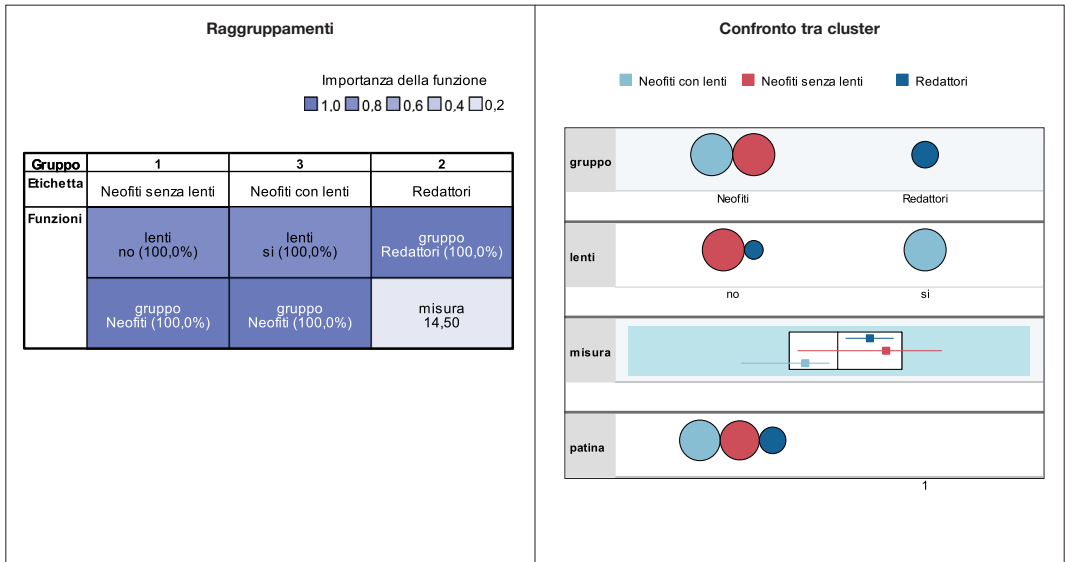 Raggruppamenti
Importanza della funzione
1,0 0,8 0,6 0,4 0,2
Gruppo 1 3 2
Etichetta Neofiti senza lenti Neofiti con lenti Redattori
Funzioni
lenti lenti gruppo
no (100,0%) si (100,0%) Redattori (100,0%)
gruppo gruppo misura
Neofiti (100,0%) Neofiti (100,0%) 14,50
Confronto tra cluster
Neofiti con lenti Neofiti senza lenti Redattori
gruppo
Neofiti Redattori
lenti
no si
misura
patina
1